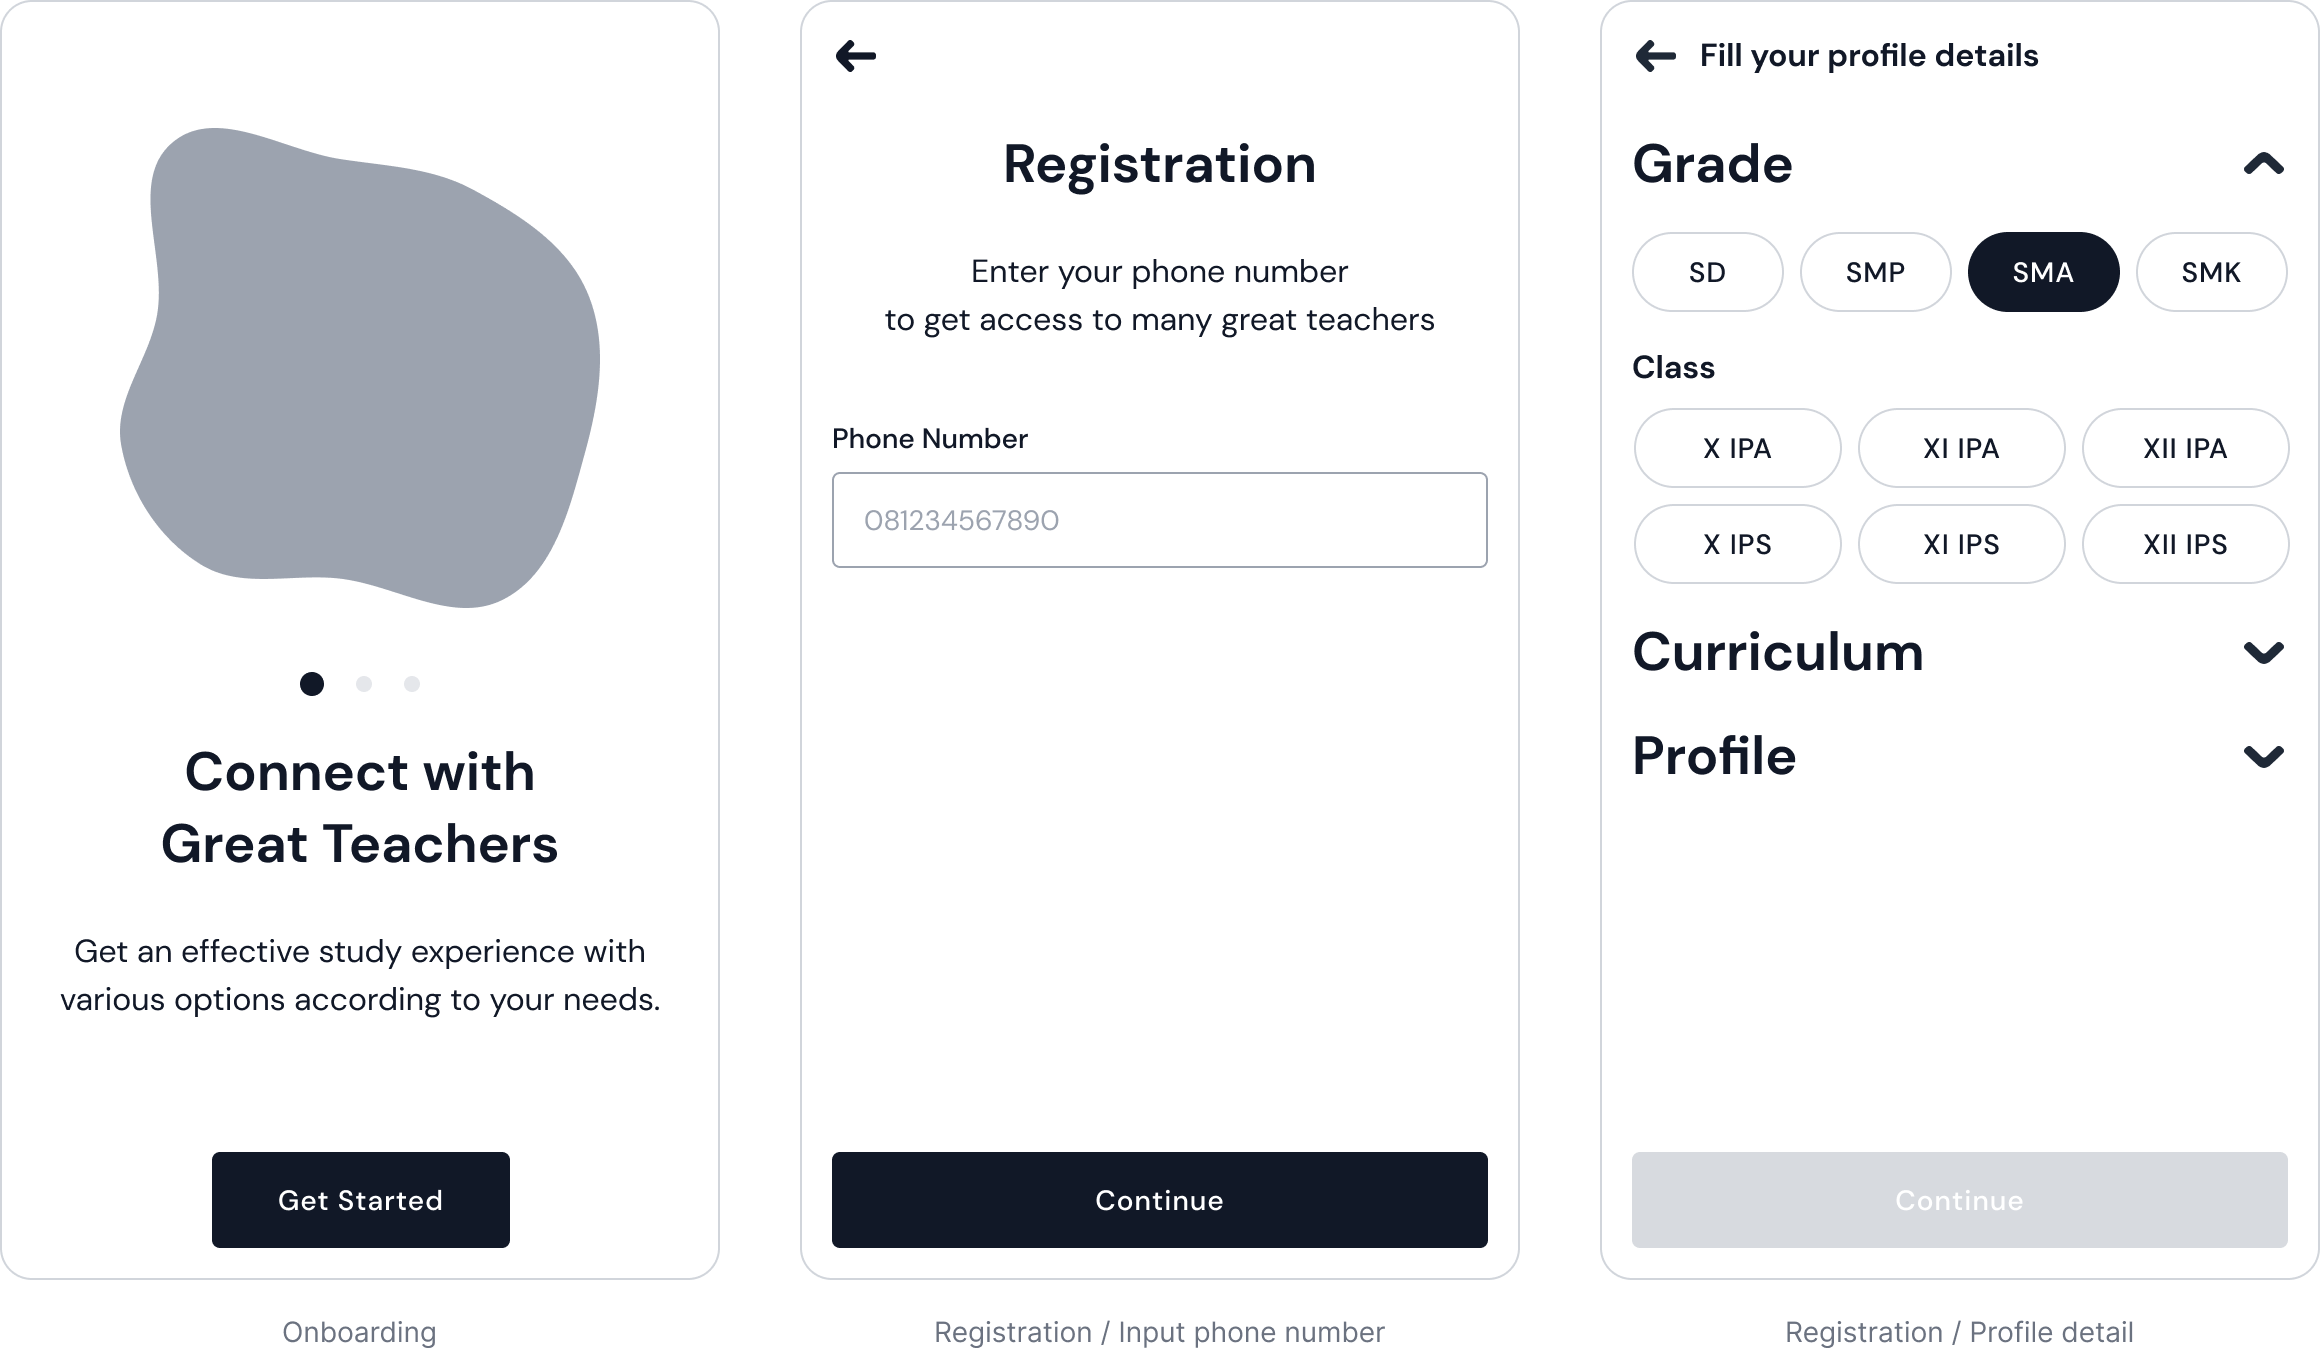 Connect with
Great Teachers
Get an effective study experience with
various options according to your needs.
Get Started
Onboarding
Registration
Enter your phone number
to get access to many great teachers
Phone Number
081234567890
Continue
Registration / Input phone number
Fill your profile details
Grade
SD SMP SMA SMK
Class
X IPA XI IPA XII IPA
X IPS XI IPS XII IPS
Curriculum
Profile
Continue
Registration / Profile detail